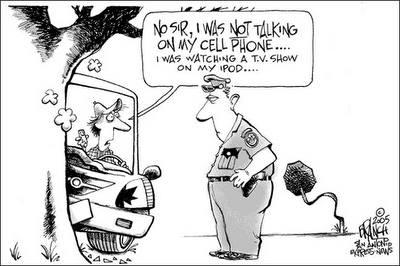 NO SIR, I WAS NOT TALKING
ON MY CELL PHONE....
I WAS WATCHING A T.V. SHOW
ON MY IPOD....
© 2005
BRANCH
SAN ANTONIO
EXPRESS-NEWS